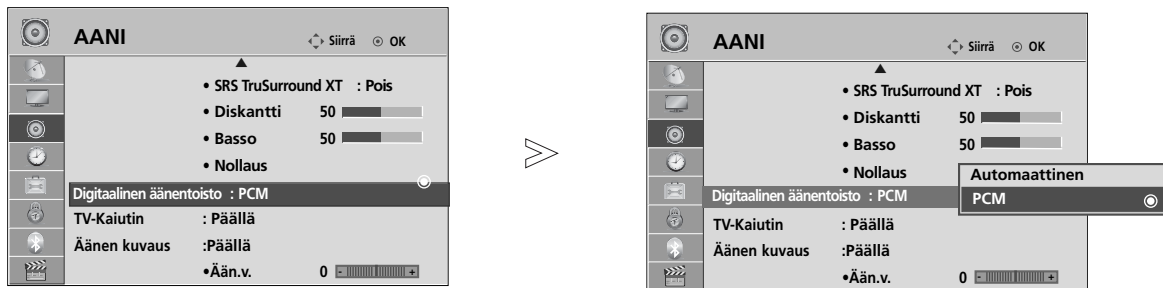 AANI
Siirrä OK
• SRS TruSurround XT : Pois
• Diskantti 50
• Basso 50
• Nollaus
Digitaalinen äänentoisto : PCM
TV-Kaiutin : Päällä
Äänen kuvaus :Päällä
•Ään.v. 0 - +
AANI
Siirrä OK
• SRS TruSurround XT : Pois
• Diskantti 50
• Basso 50
• Nollaus
Automaattinen
Digitaalinen äänentoisto : PCM
PCM
TV-Kaiutin : Päällä
Äänen kuvaus :Päällä
•Ään.v. 0 - +